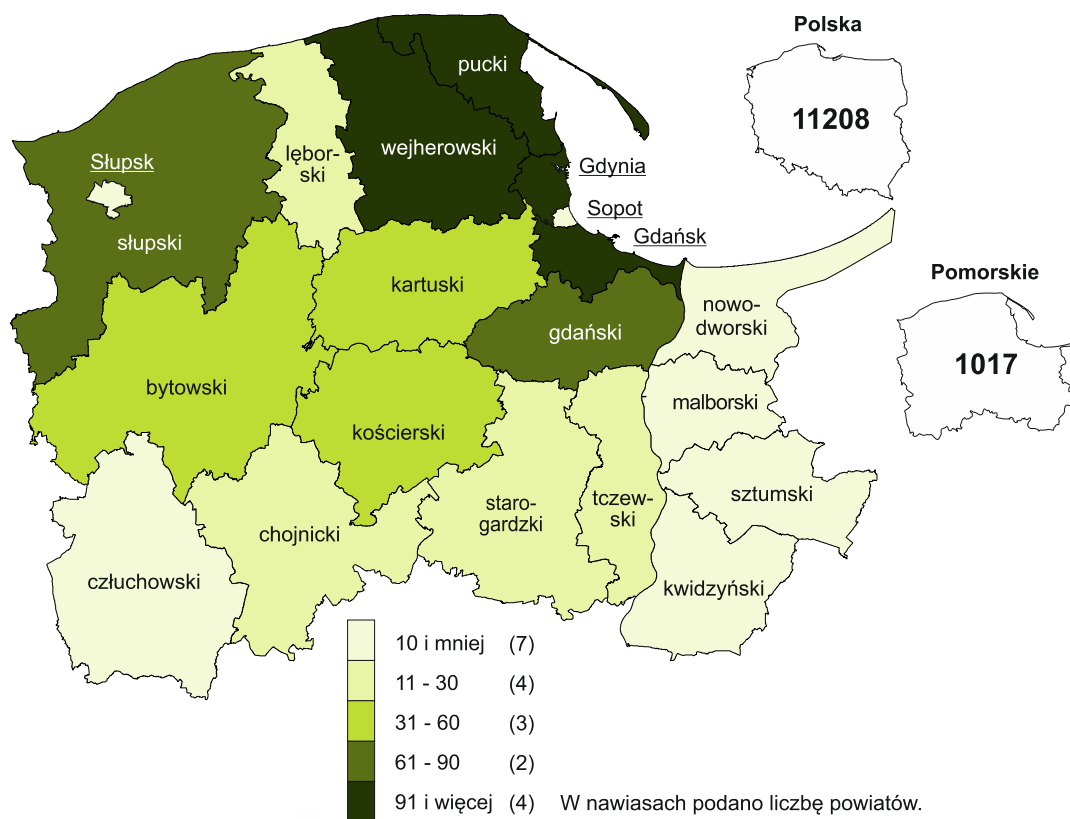 Polska
11208
pucki
wejherowski
lębor-
ski
Słupsk
Gdynia
Sopot
Gdańsk
słupski
kartuski
Pomorskie
1017
nowo-
dworski
gdański
bytowski
malborski
kościerski
sztumski
staro-
gardzki
tczew-
ski
chojnicki
człuchowski
kwidzyński
10 i mniej (7)
11 - 30 (4)
31 - 60 (3)
61 - 90 (2)
91 i więcej (4) W nawiasach podano liczbę powiatów.